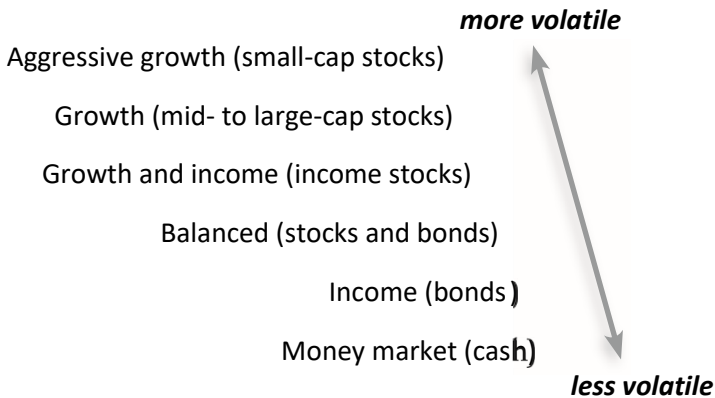 more volatile
Aggressive growth (small-cap stocks)
Growth (mid- to large-cap stocks)
Growth and income (income stocks)
Balanced (stocks and bonds)
Income (bonds)
Money market (cash)
less volatile